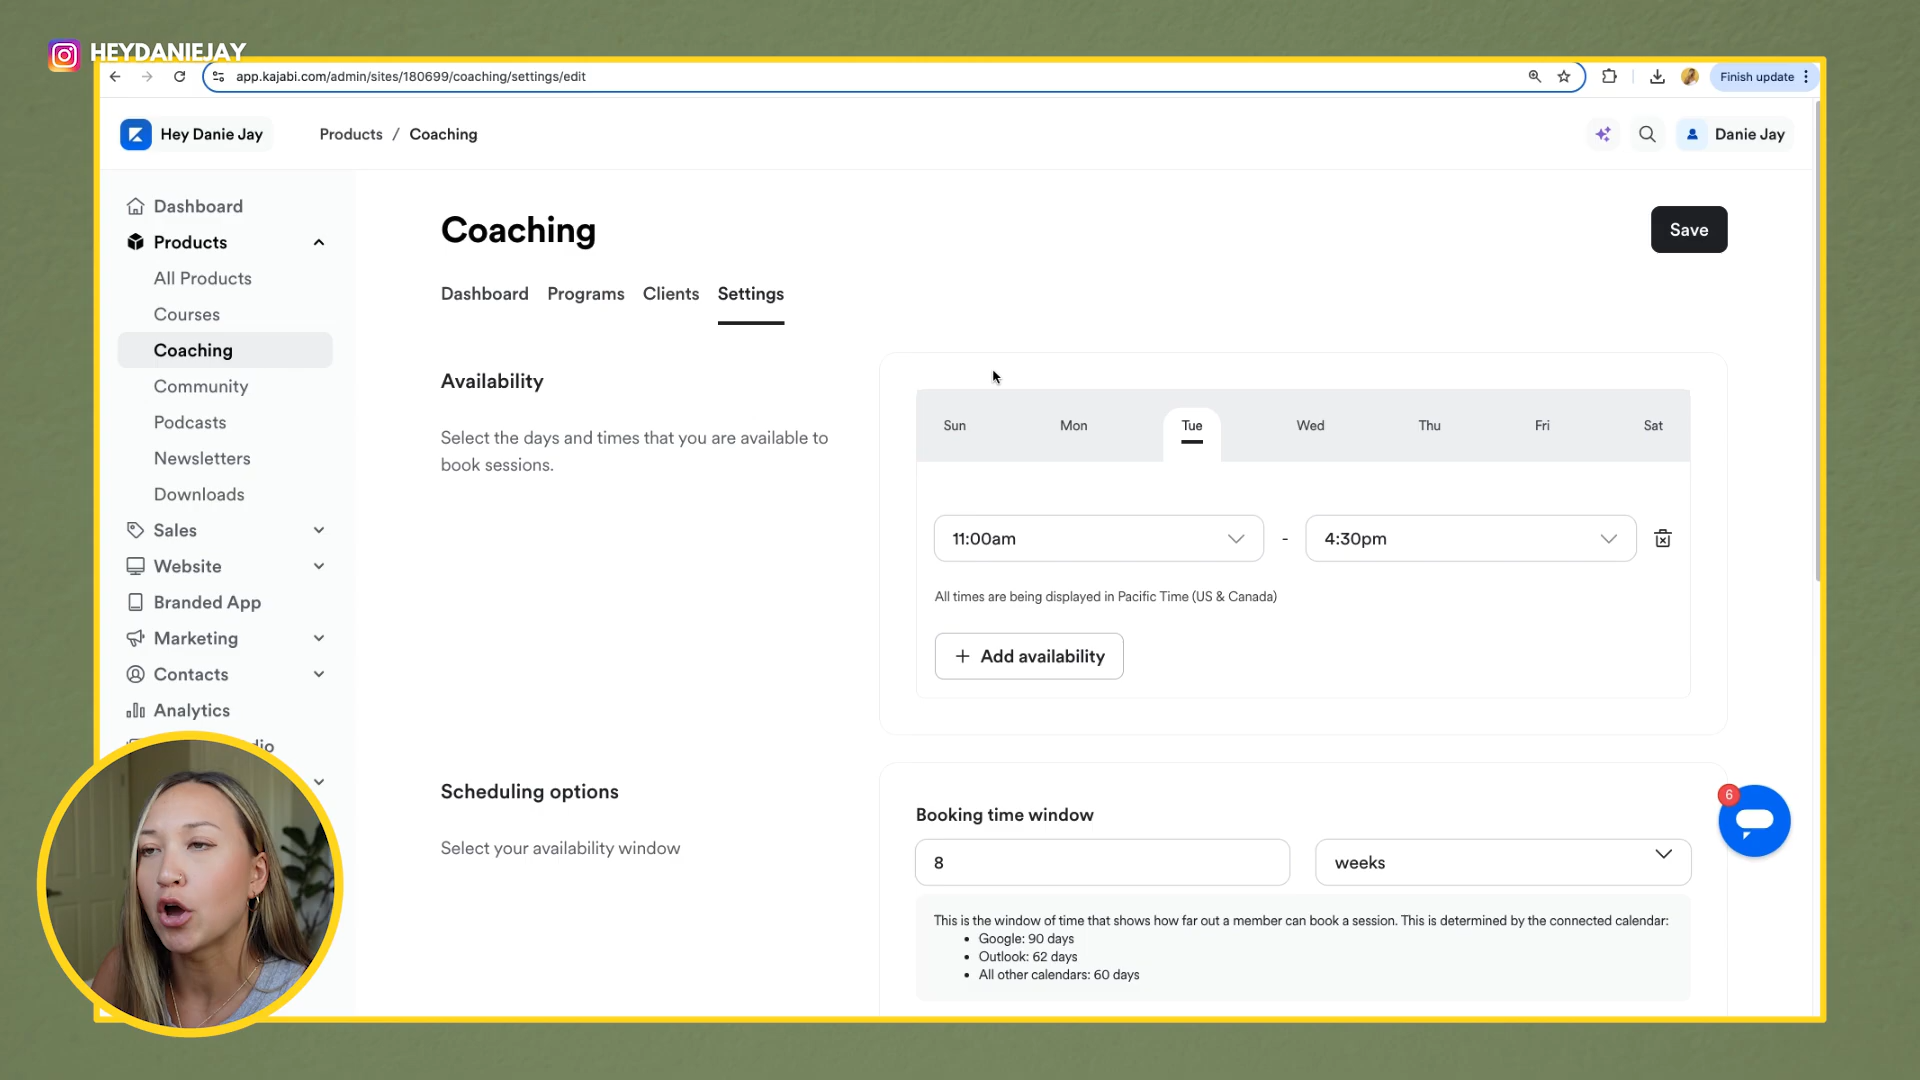 HEYDANIEJAY
app.kajabi.com/admin/sites/180699/coaching/settings/edit
Finish update
Hey Danie Jay
Products / Coaching
Danie Jay
Dashboard
Products
All Products
Courses
Coaching
Community
Podcasts
Newsletters
Downloads
Sales
Website
Branded App
Marketing
Contacts
Analytics
Coaching
Save
Dashboard Programs Clients Settings
Availability
Select the days and times that you are available to
book sessions.
Sun Mon Tue Wed Thu Fri Sat
11:00am - 4:30pm
All times are being displayed in Pacific Time (US & Canada)
+ Add availability
Scheduling options
Select your availability window
Booking time window
8 weeks
This is the window of time that shows how far out a member can book a session. This is determined by the connected calendar:
• Google: 90 days
• Outlook: 62 days
• All other calendars: 60 days
6